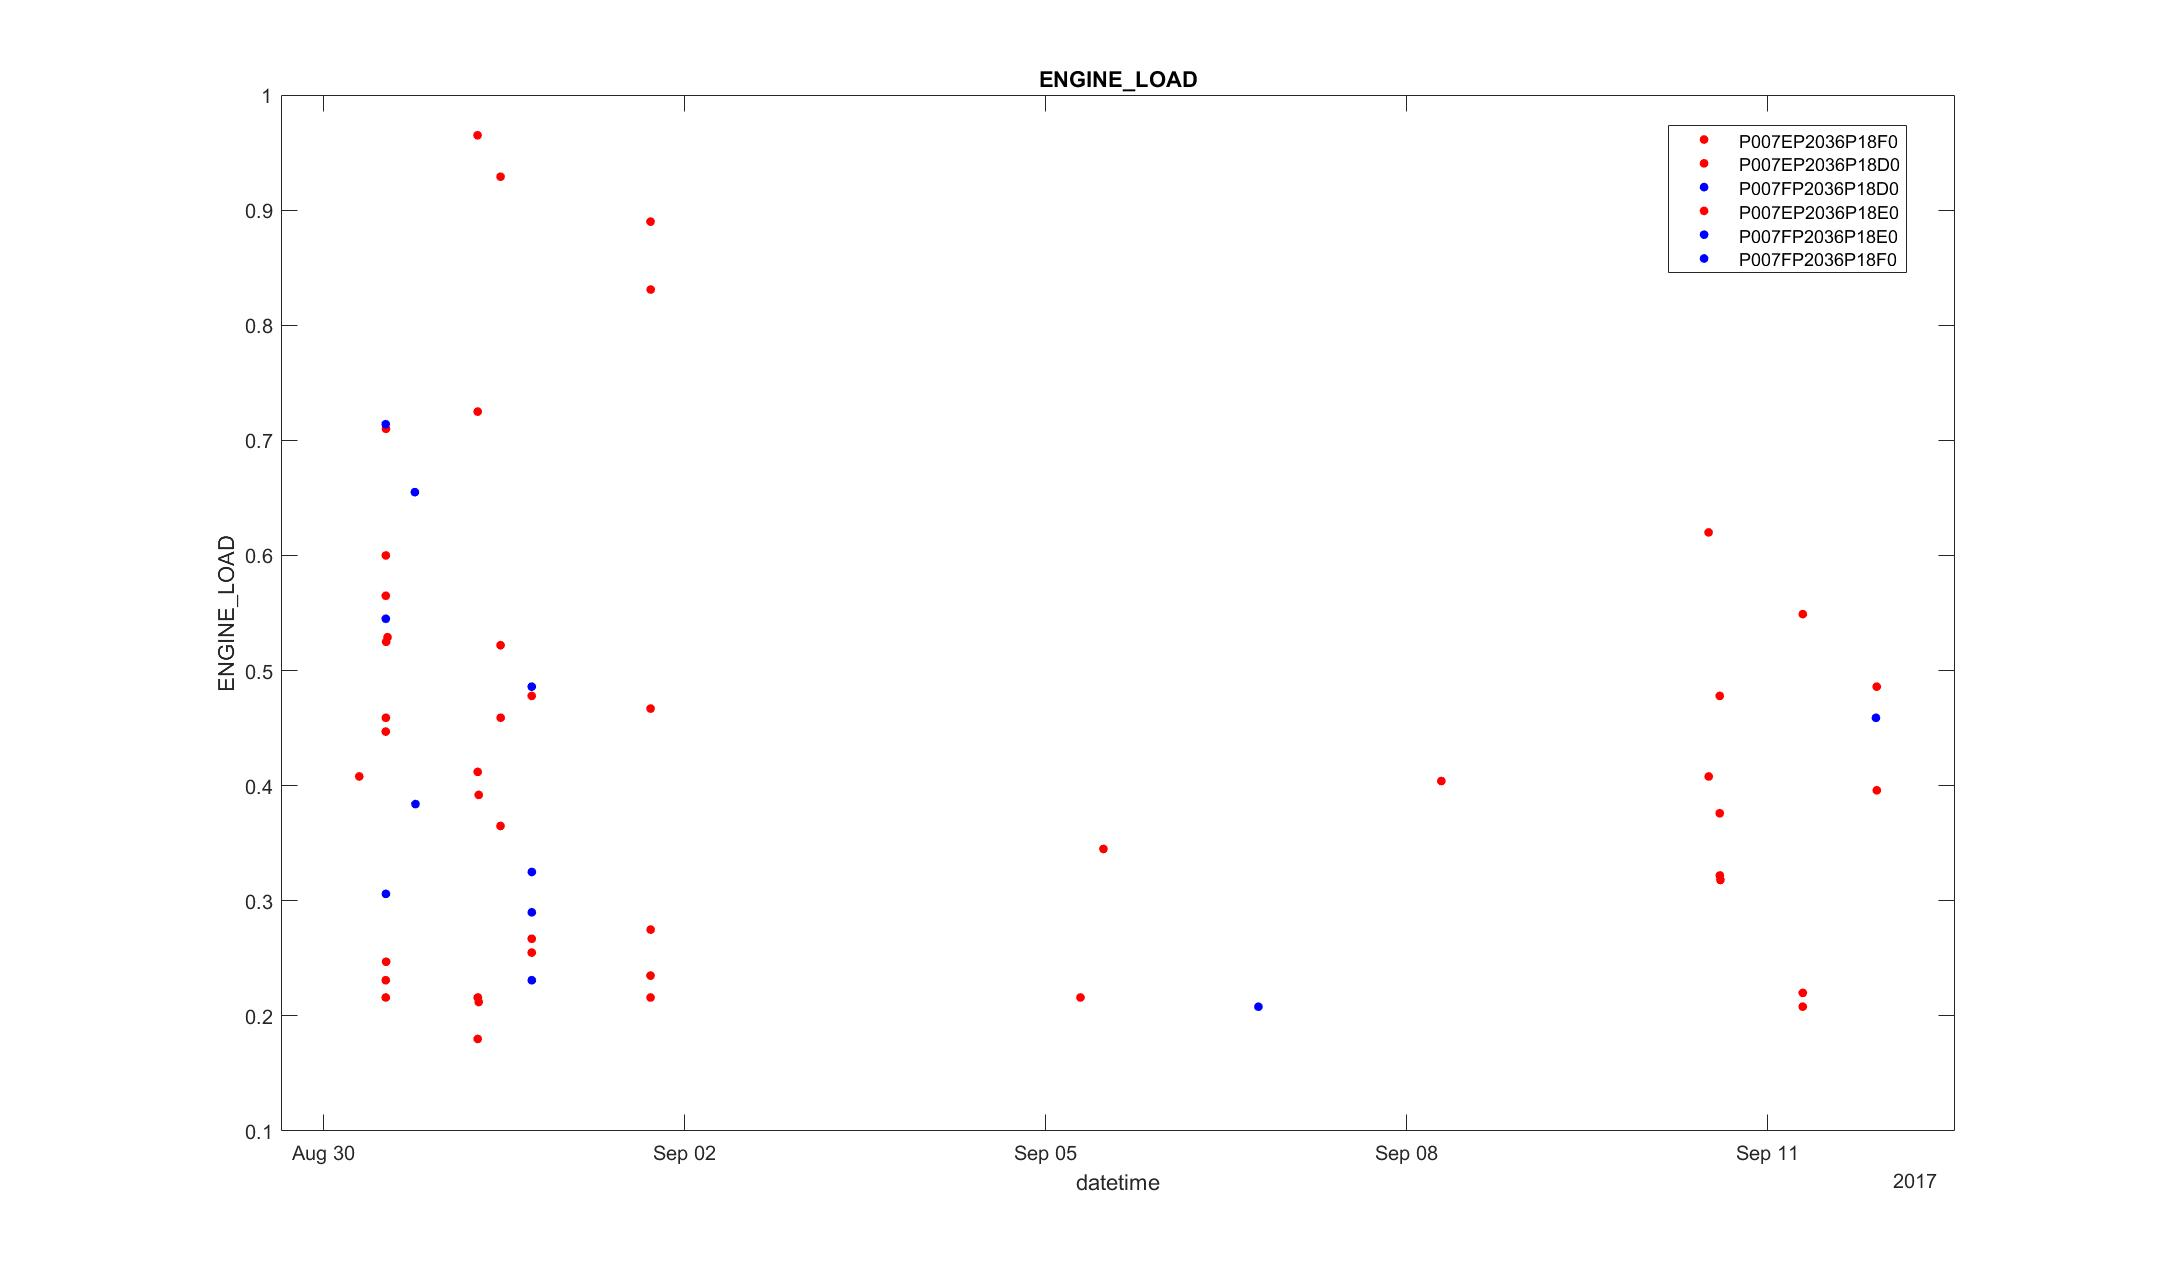 ENGINE_LOAD
1
0.9
0.8
0.7
0.6
0.5
0.4
0.3
0.2
0.1
ENGINE_LOAD
P007EP2036P18F0
P007EP2036P18D0
P007FP2036P18D0
P007EP2036P18E0
P007FP2036P18E0
P007FP2036P18F0
Aug 30 Sep 02 Sep 05 Sep 08 Sep 11
datetime
2017